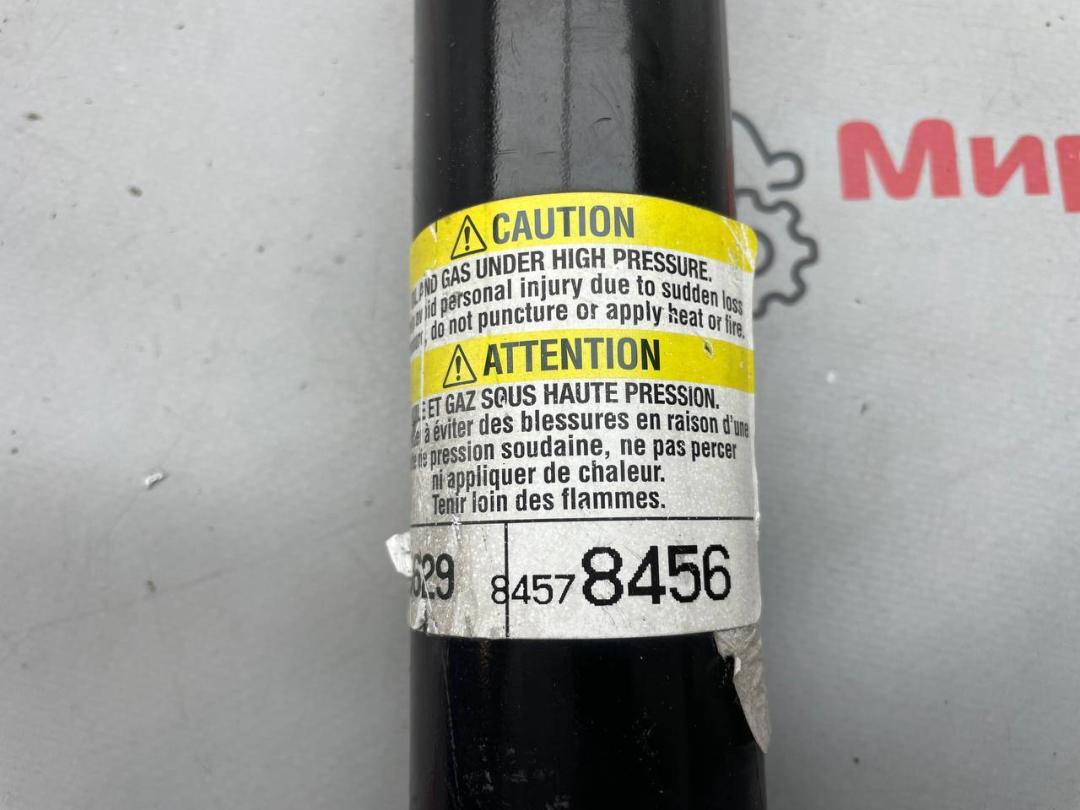 CAUTION
GAS UNDER HIGH PRESSURE.
personal injury due to sudden loss
, do not puncture or apply heat or fire.
ATTENTION
ET GAZ SOUS HAUTE PRESSION.
à éviter des blessures en raison d'une
pression soudaine, ne pas percer
ni appliquer de chaleur.
Tenir loin des flammes.
629 84578456
Мир